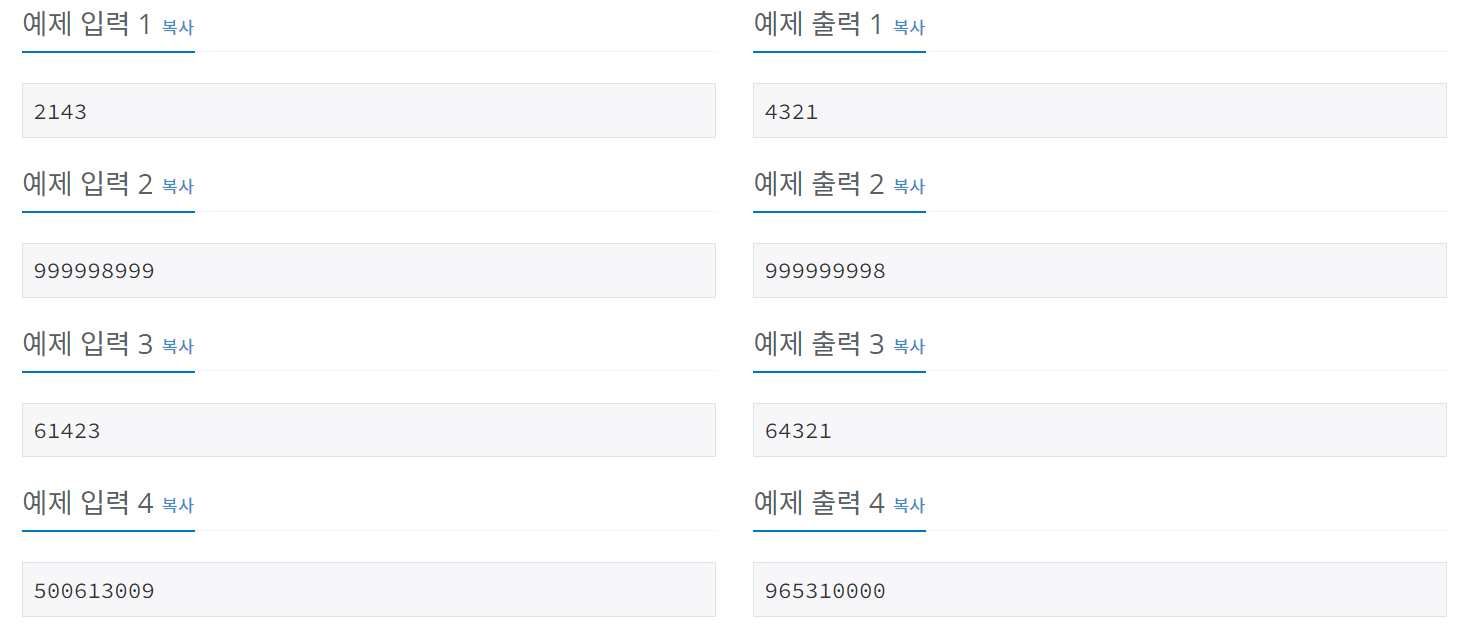 예제 입력 1 복사
예제 출력 1 복사
2143
4321
예제 입력 2 복사
예제 출력 2 복사
999998999
999999998
예제 입력 3 복사
예제 출력 3 복사
61423
64321
예제 입력 4 복사
예제 출력 4 복사
500613009
965310000